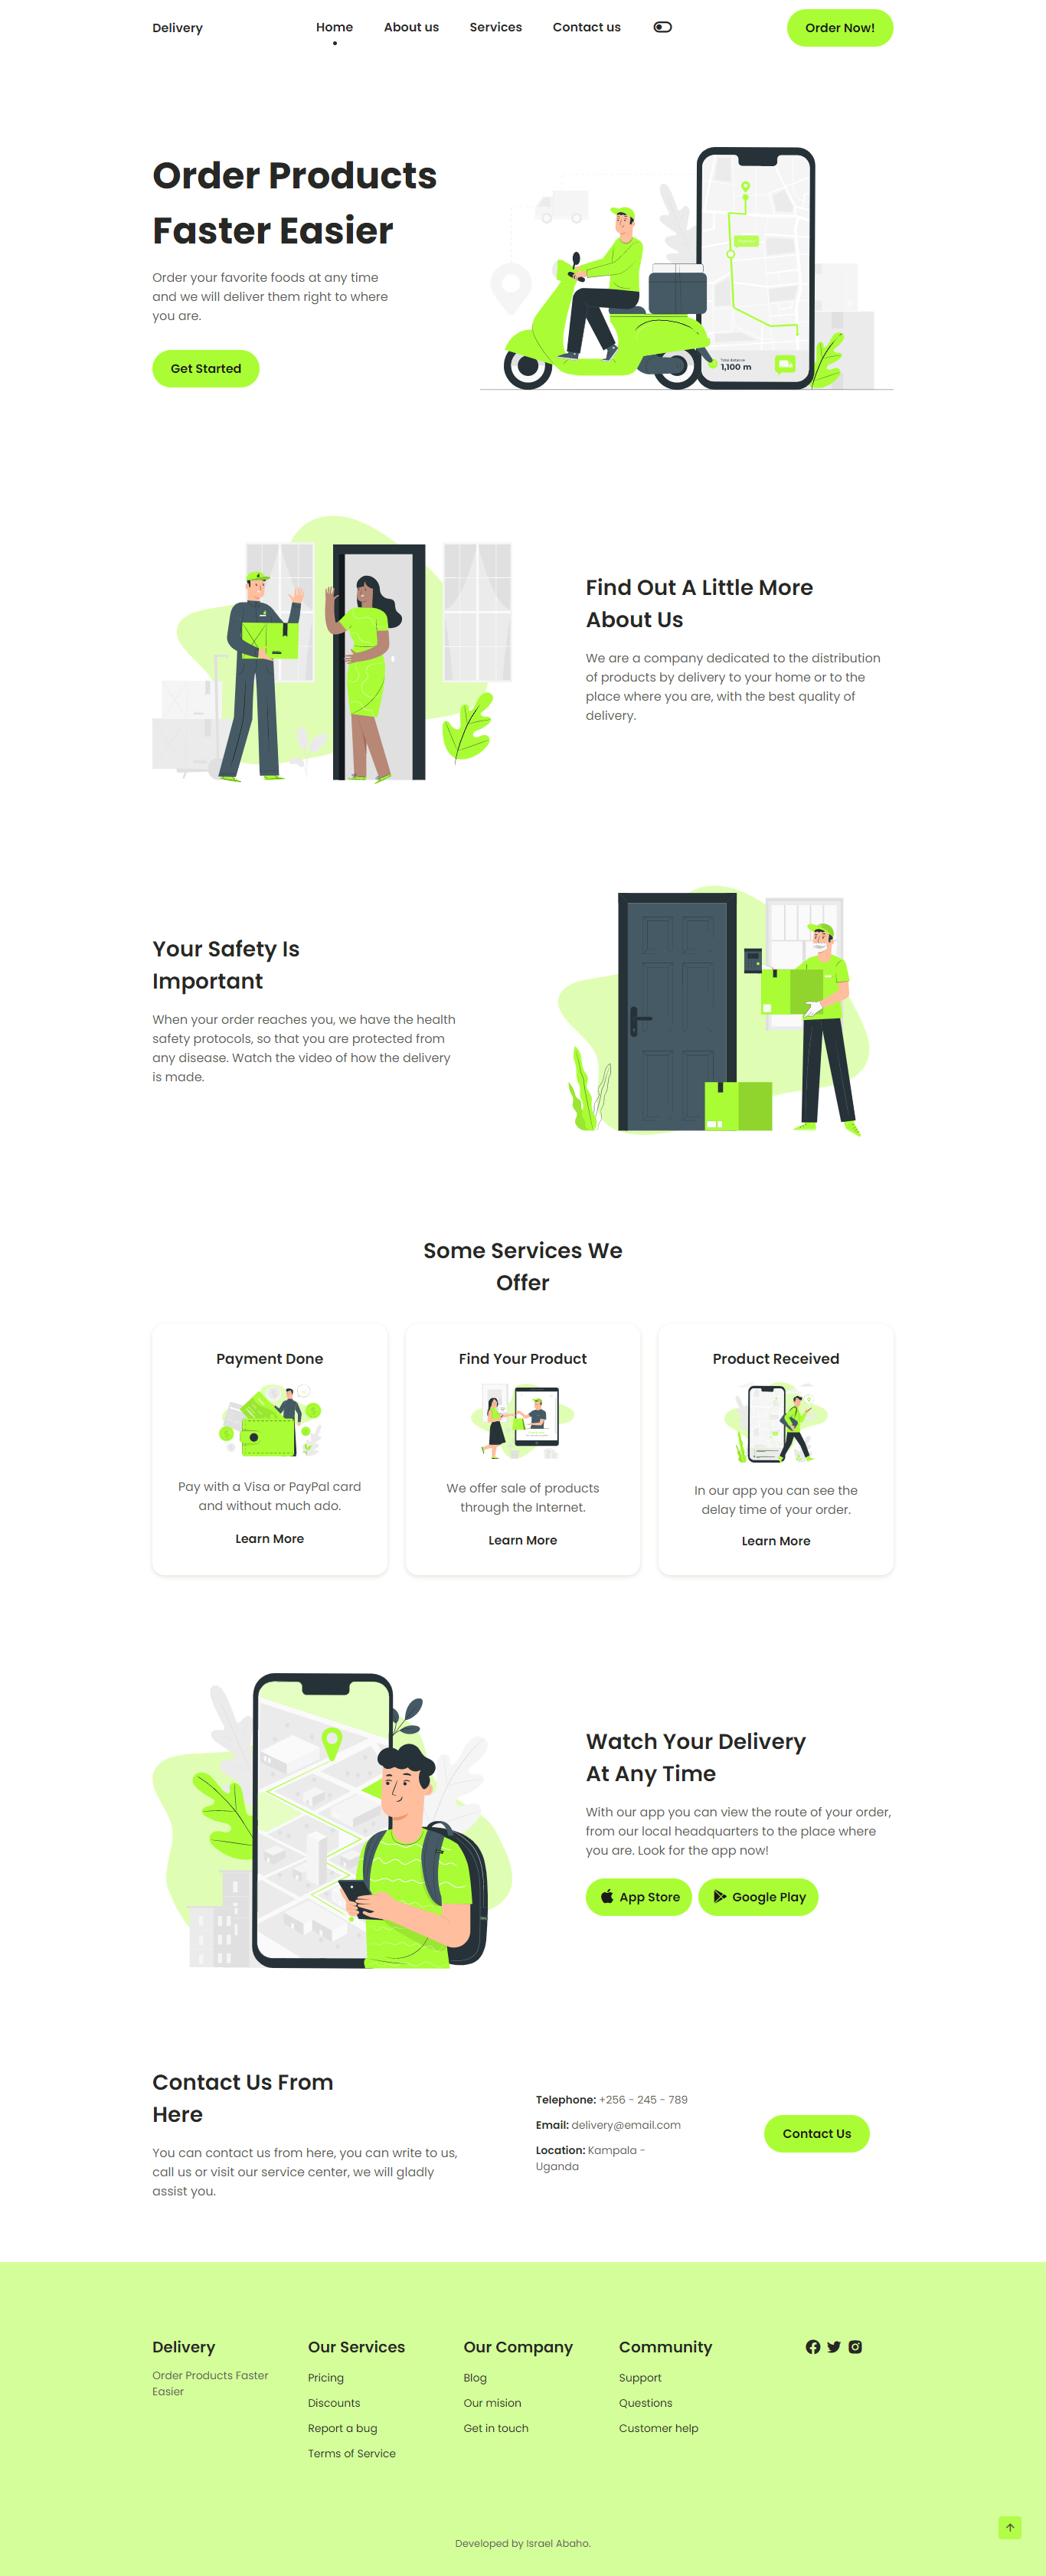 Delivery
Home
About us
Services
Contact us
Order Now!
Order Products
Faster Easier
Order your favorite foods at any time
and we will deliver them right to where
you are.
Get Started
Total Distance
1,100 m
Find Out A Little More
About Us
We are a company dedicated to the distribution
of products by delivery to your home or to the
place where you are, with the best quality of
delivery.
Your Safety Is
Important
When your order reaches you, we have the health
safety protocols, so that you are protected from
any disease. Watch the video of how the delivery
is made.
Some Services We
Offer
Payment Done
Pay with a Visa or PayPal card
and without much ado.
Learn More
Find Your Product
We offer sale of products
through the Internet.
Learn More
Product Received
In our app you can see the
delay time of your order.
Learn More
Watch Your Delivery
At Any Time
With our app you can view the route of your order,
from our local headquarters to the place where
you are. Look for the app now!
App Store
Google Play
Contact Us From
Here
You can contact us from here, you can write to us,
call us or visit our service center, we will gladly
assist you.
Telephone: +256 - 245 - 789
Email: delivery@email.com
Location: Kampala -
Uganda
Contact Us
Delivery
Order Products Faster
Easier
Our Services
Pricing
Discounts
Report a bug
Terms of Service
Our Company
Blog
Our mision
Get in touch
Community
Support
Questions
Customer help
Developed by Israel Abaho.